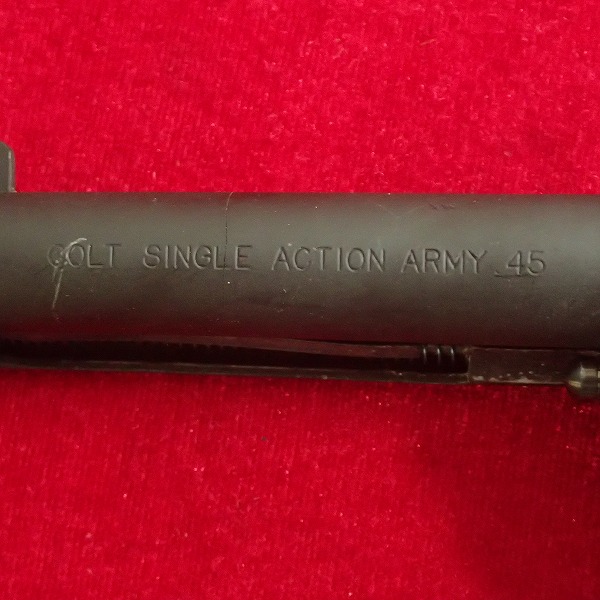 COLT SINGLE ACTION ARMY .45